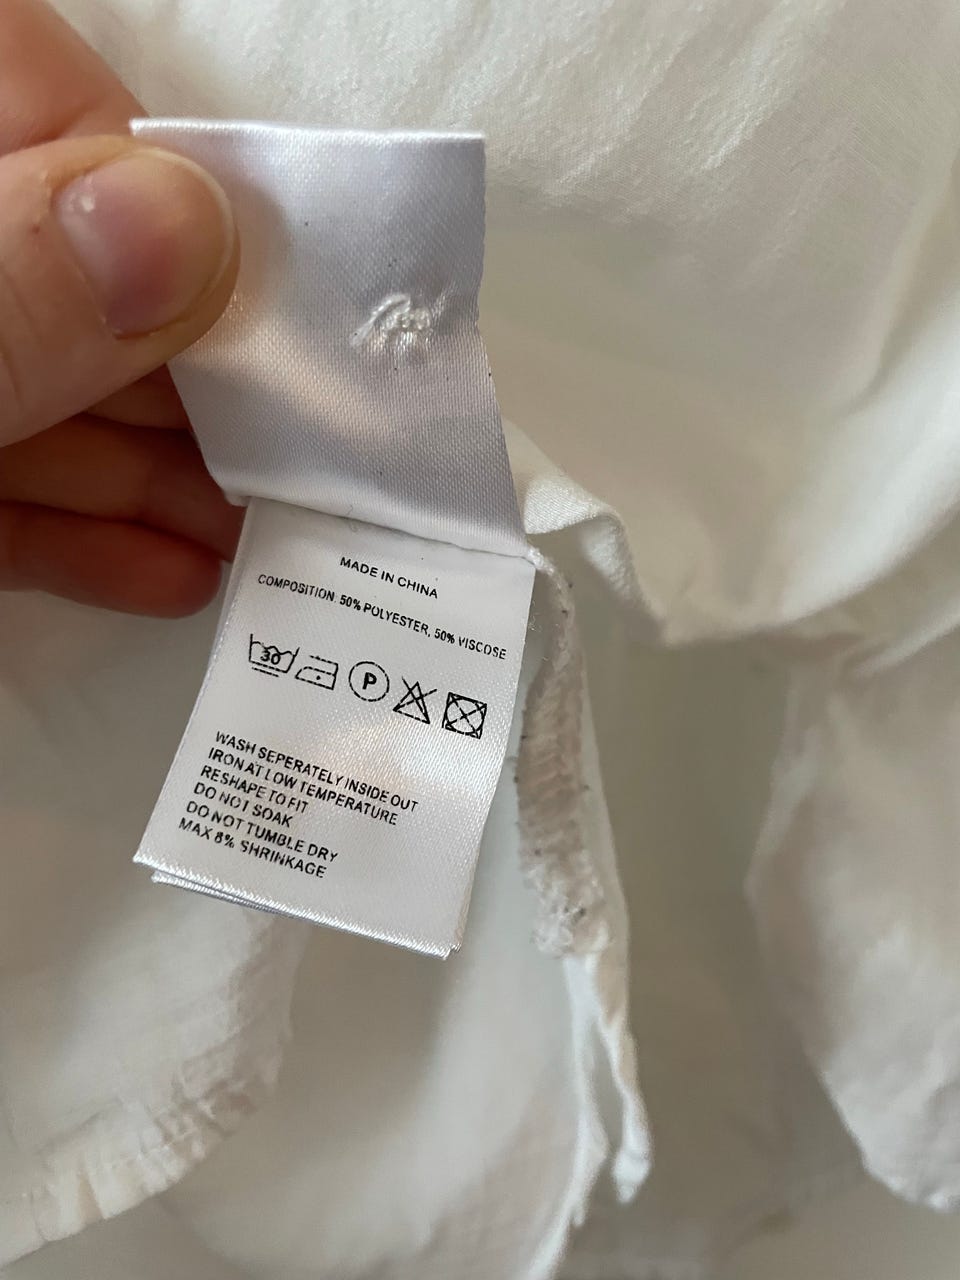 MADE IN CHINA
COMPOSITION: 50% POLYESTER, 50% VISCOSE
30 P
WASH SEPERATELY INSIDE OUT
IRON AT LOW TEMPERATURE
RESHAPE TO FIT
DO NOT SOAK
DO NOT TUMBLE DRY
MAX 8% SHRINKAGE